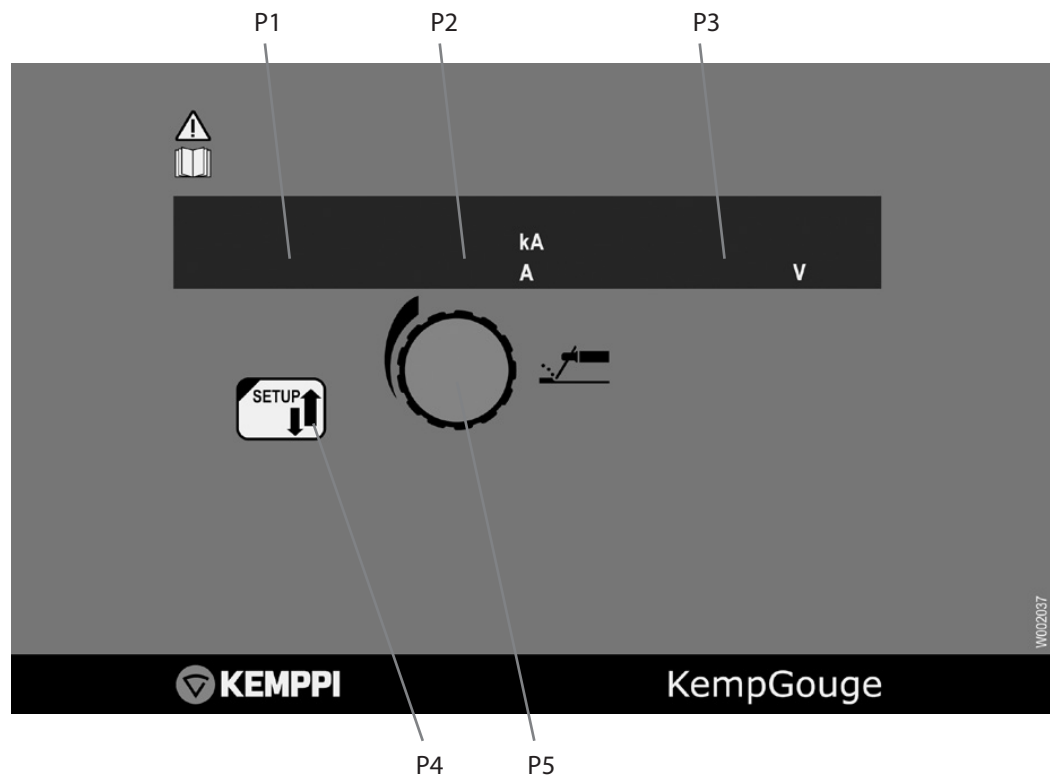 P1 P2 P3
kA
A V
SETUP
W002037
KEMPPI KempGouge
P4 P5